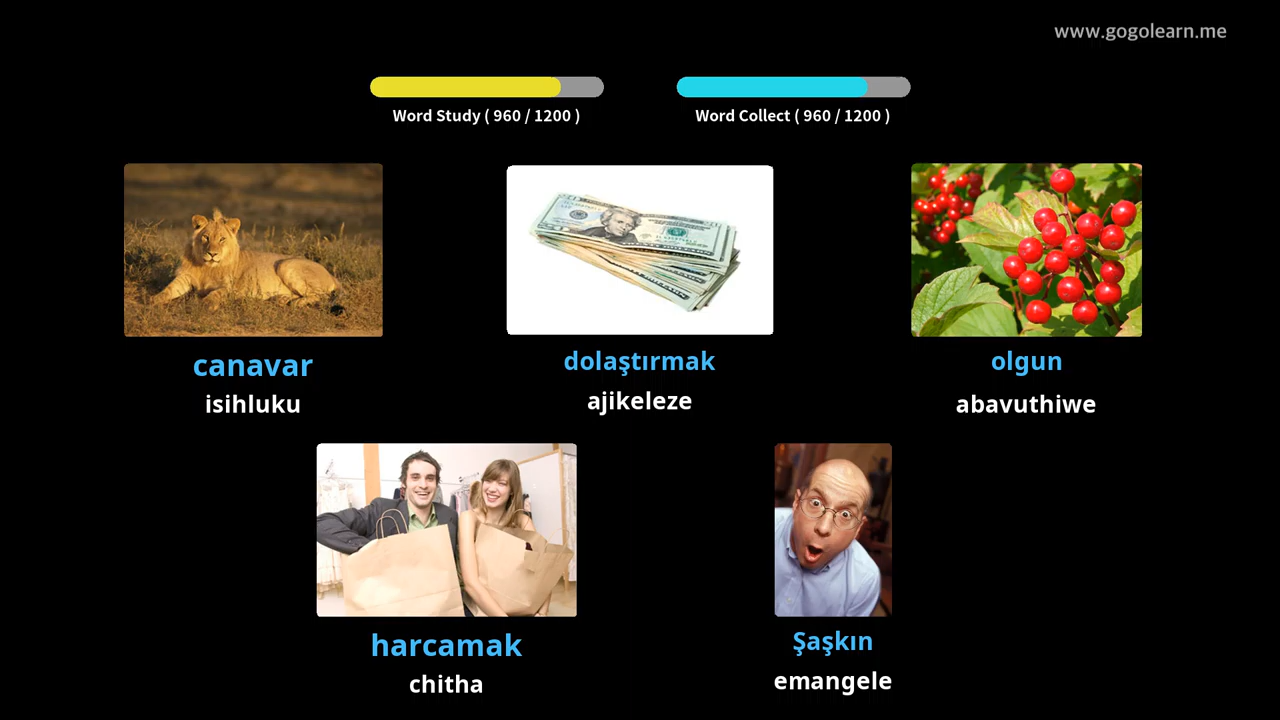 www.gogolearn.me
Word Study ( 960 / 1200 )
Word Collect ( 960 / 1200 )
canavar
isihluku
dolaştırmak
ajikeleze
olgun
abavuthiwe
harcamak
chitha
Şaşkın
emangele